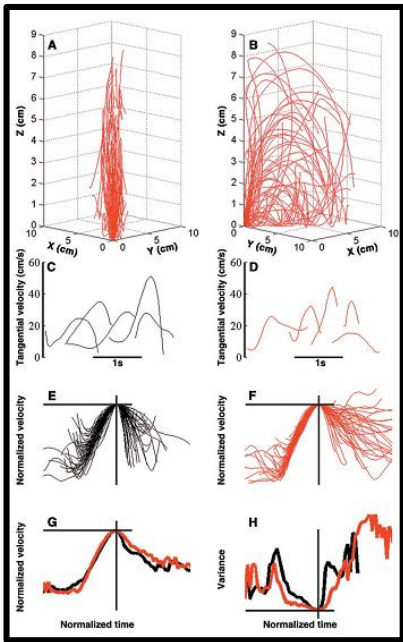 A
B
Z (cm)
9
8
7
6
5
4
3
2
1
0
10
5
0
X (cm)
0
5
10
Y (cm)
Z (cm)
9
8
7
6
5
4
3
2
1
0
0
5
10
Y (cm)
0
5
10
X (cm)
C
Tangential velocity (cm/s)
60
40
20
0
1s
D
Tangential velocity (cm/s)
60
40
20
0
1s
E
Normalized velocity
F
Normalized velocity
G
Normalized velocity
Normalized time
H
Variance
Normalized time